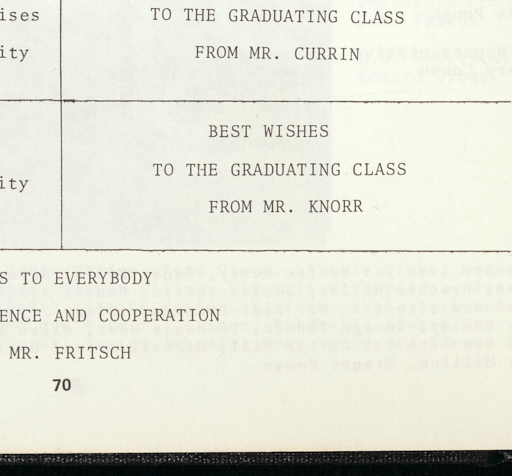 ises
ity
TO THE GRADUATING CLASS
FROM MR. CURRIN
ity
BEST WISHES
TO THE GRADUATING CLASS
FROM MR. KNORR
S TO EVERYBODY
ENCE AND COOPERATION
MR. FRITSCH
70